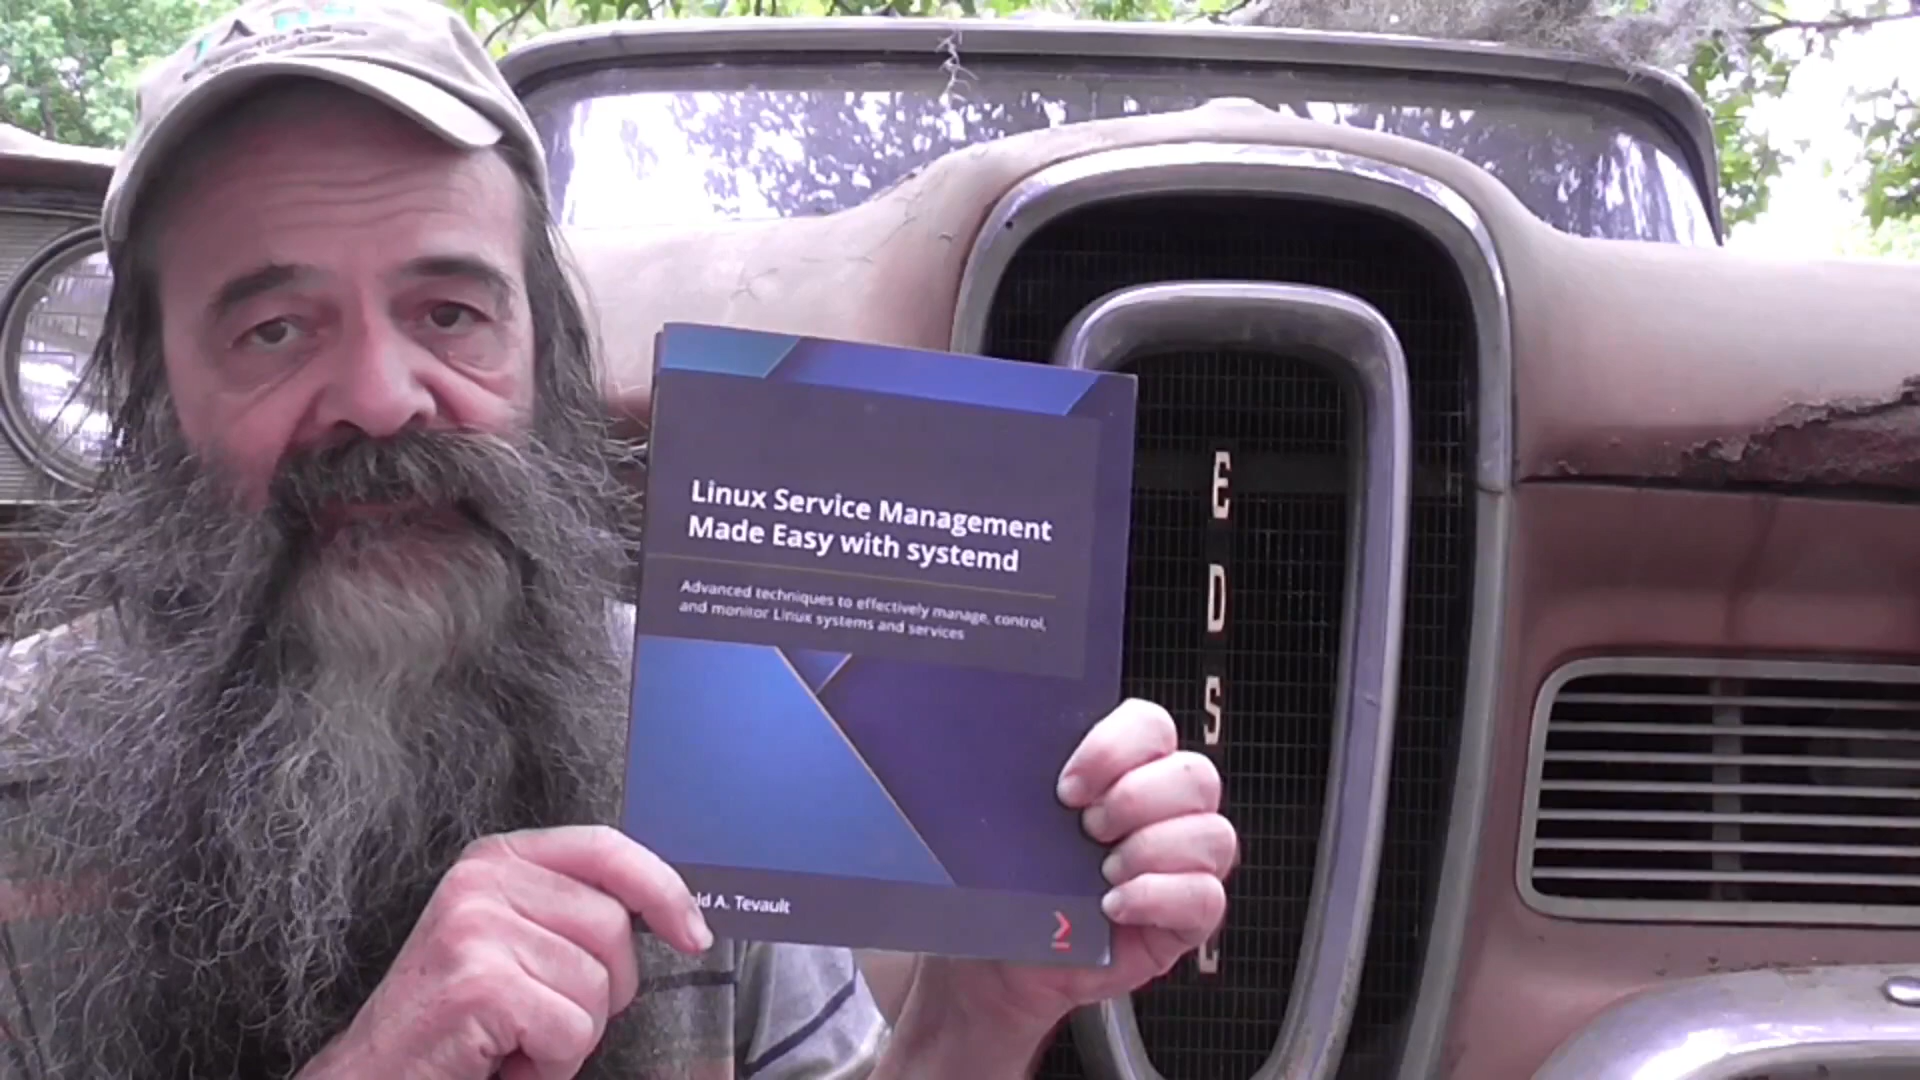 Linux Service Management
Made Easy with systemd
Advanced techniques to effectively manage, control,
and monitor Linux systems and services
ld A. Tevault
E
D
S
L